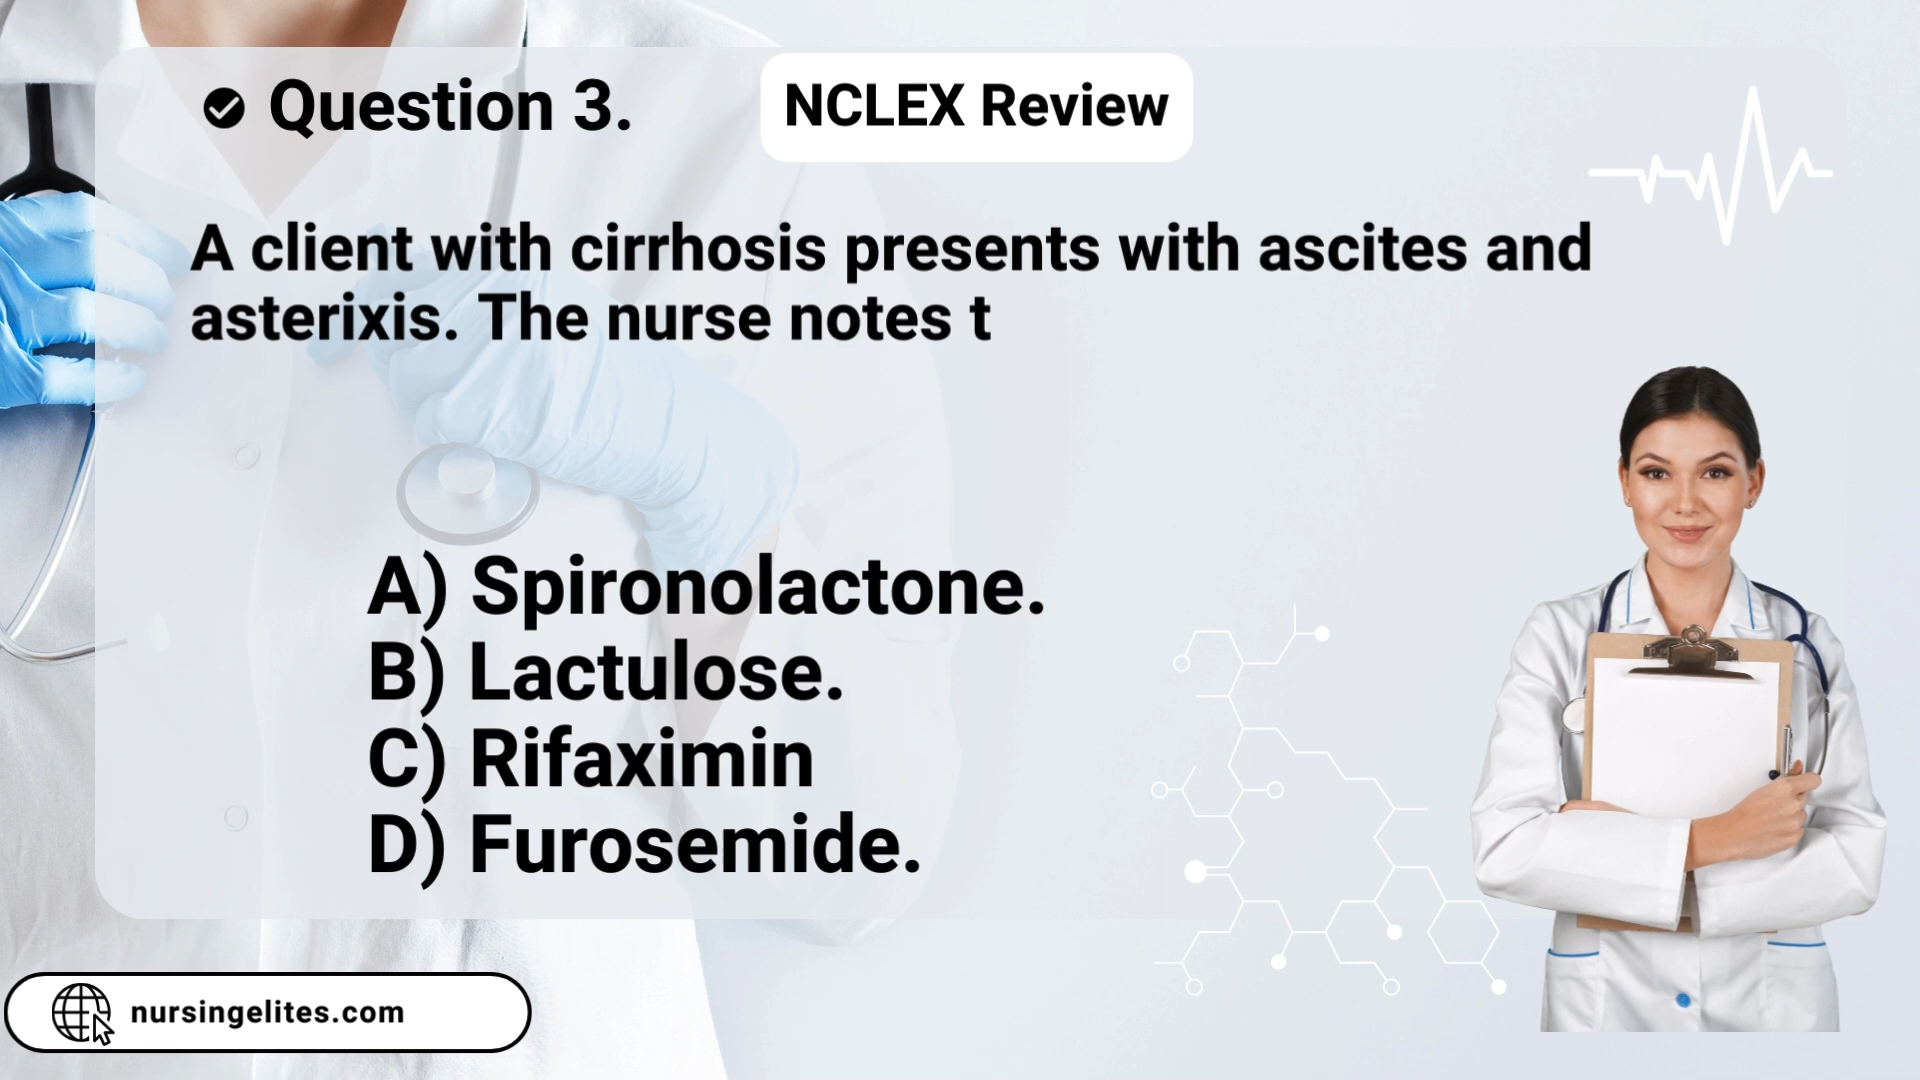 Question 3.
NCLEX Review
A client with cirrhosis presents with ascites and
asterixis. The nurse notes t
A) Spironolactone.
B) Lactulose.
C) Rifaximin
D) Furosemide.
nursingelites.com